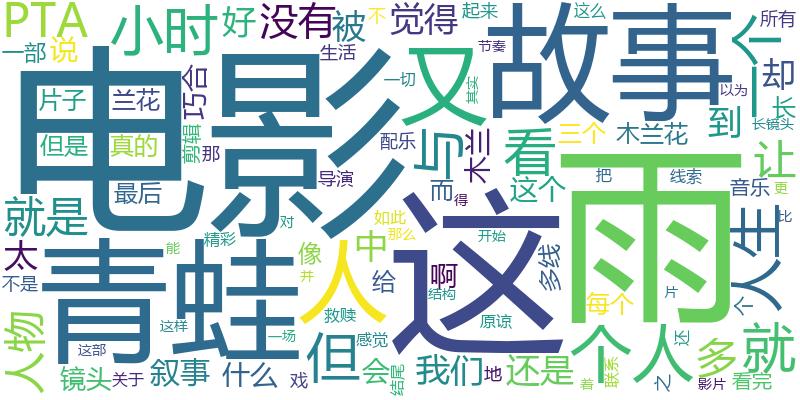 PTA
小时
好
没有
被
觉得
起来
这么
所有
一部
说
不
节奏
一个
却
生活
故事
电影
又
片子
兰花
巧合
一切
其实
以为
长
长镜头
但是
真的
剪辑
那
配乐
与
木兰
看
三个
木兰花
到
让
最后
导演
而
得
这个
把
线索
音乐
更
就是
对
如此
那么
这
雨
比
太
青蛙
能
精彩
人
像
中
开始
啊
多线
人生
不是
并
给
结构
原谅
每个
片
个
人物
这样
一场
救赎
但
感觉
个人
还
多
就
这部
镜头
关于
叙事
什么
戏
会
结尾
我们
地
还是
着
联系
之
影片
看完